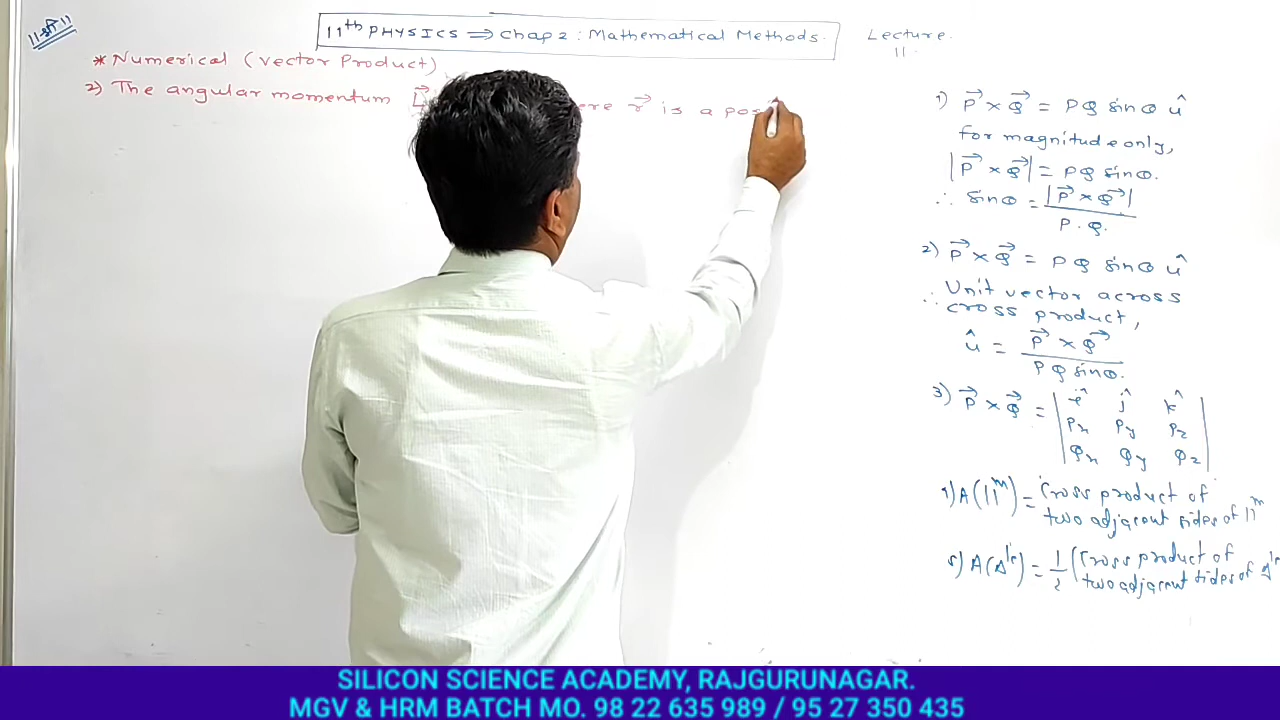 11th PHYSICS ⇒ Chap 2 : Mathematical Methods.
Lecture. 11.
* Numerical (vector Product)
2) The angular momentum L⃗ r⃗ is a pos
1) P⃗ × Q⃗ = PQ sinθ û
for magnitude only,
|P⃗ × Q⃗| = PQ sinθ.
∴ sinθ = |P⃗ × Q⃗| / P.Q.
2) P⃗ × Q⃗ = PQ sinθ û
∴ Unit vector across
cross product,
û = P⃗ × Q⃗ / PQ sinθ.
3) P⃗ × Q⃗ = | î ĵ k̂ |
| Px Py Pz |
| Qx Qy Qz |
4) A(||m) = Cross product of
two adjacent sides of ||m
5) A(Δle) = 1/2 (Cross product of
two adjacent sides of Δle
SILICON SCIENCE ACADEMY, RAJGURUNAGAR.
MGV & HRM BATCH MO. 98 22 635 989 / 95 27 350 435